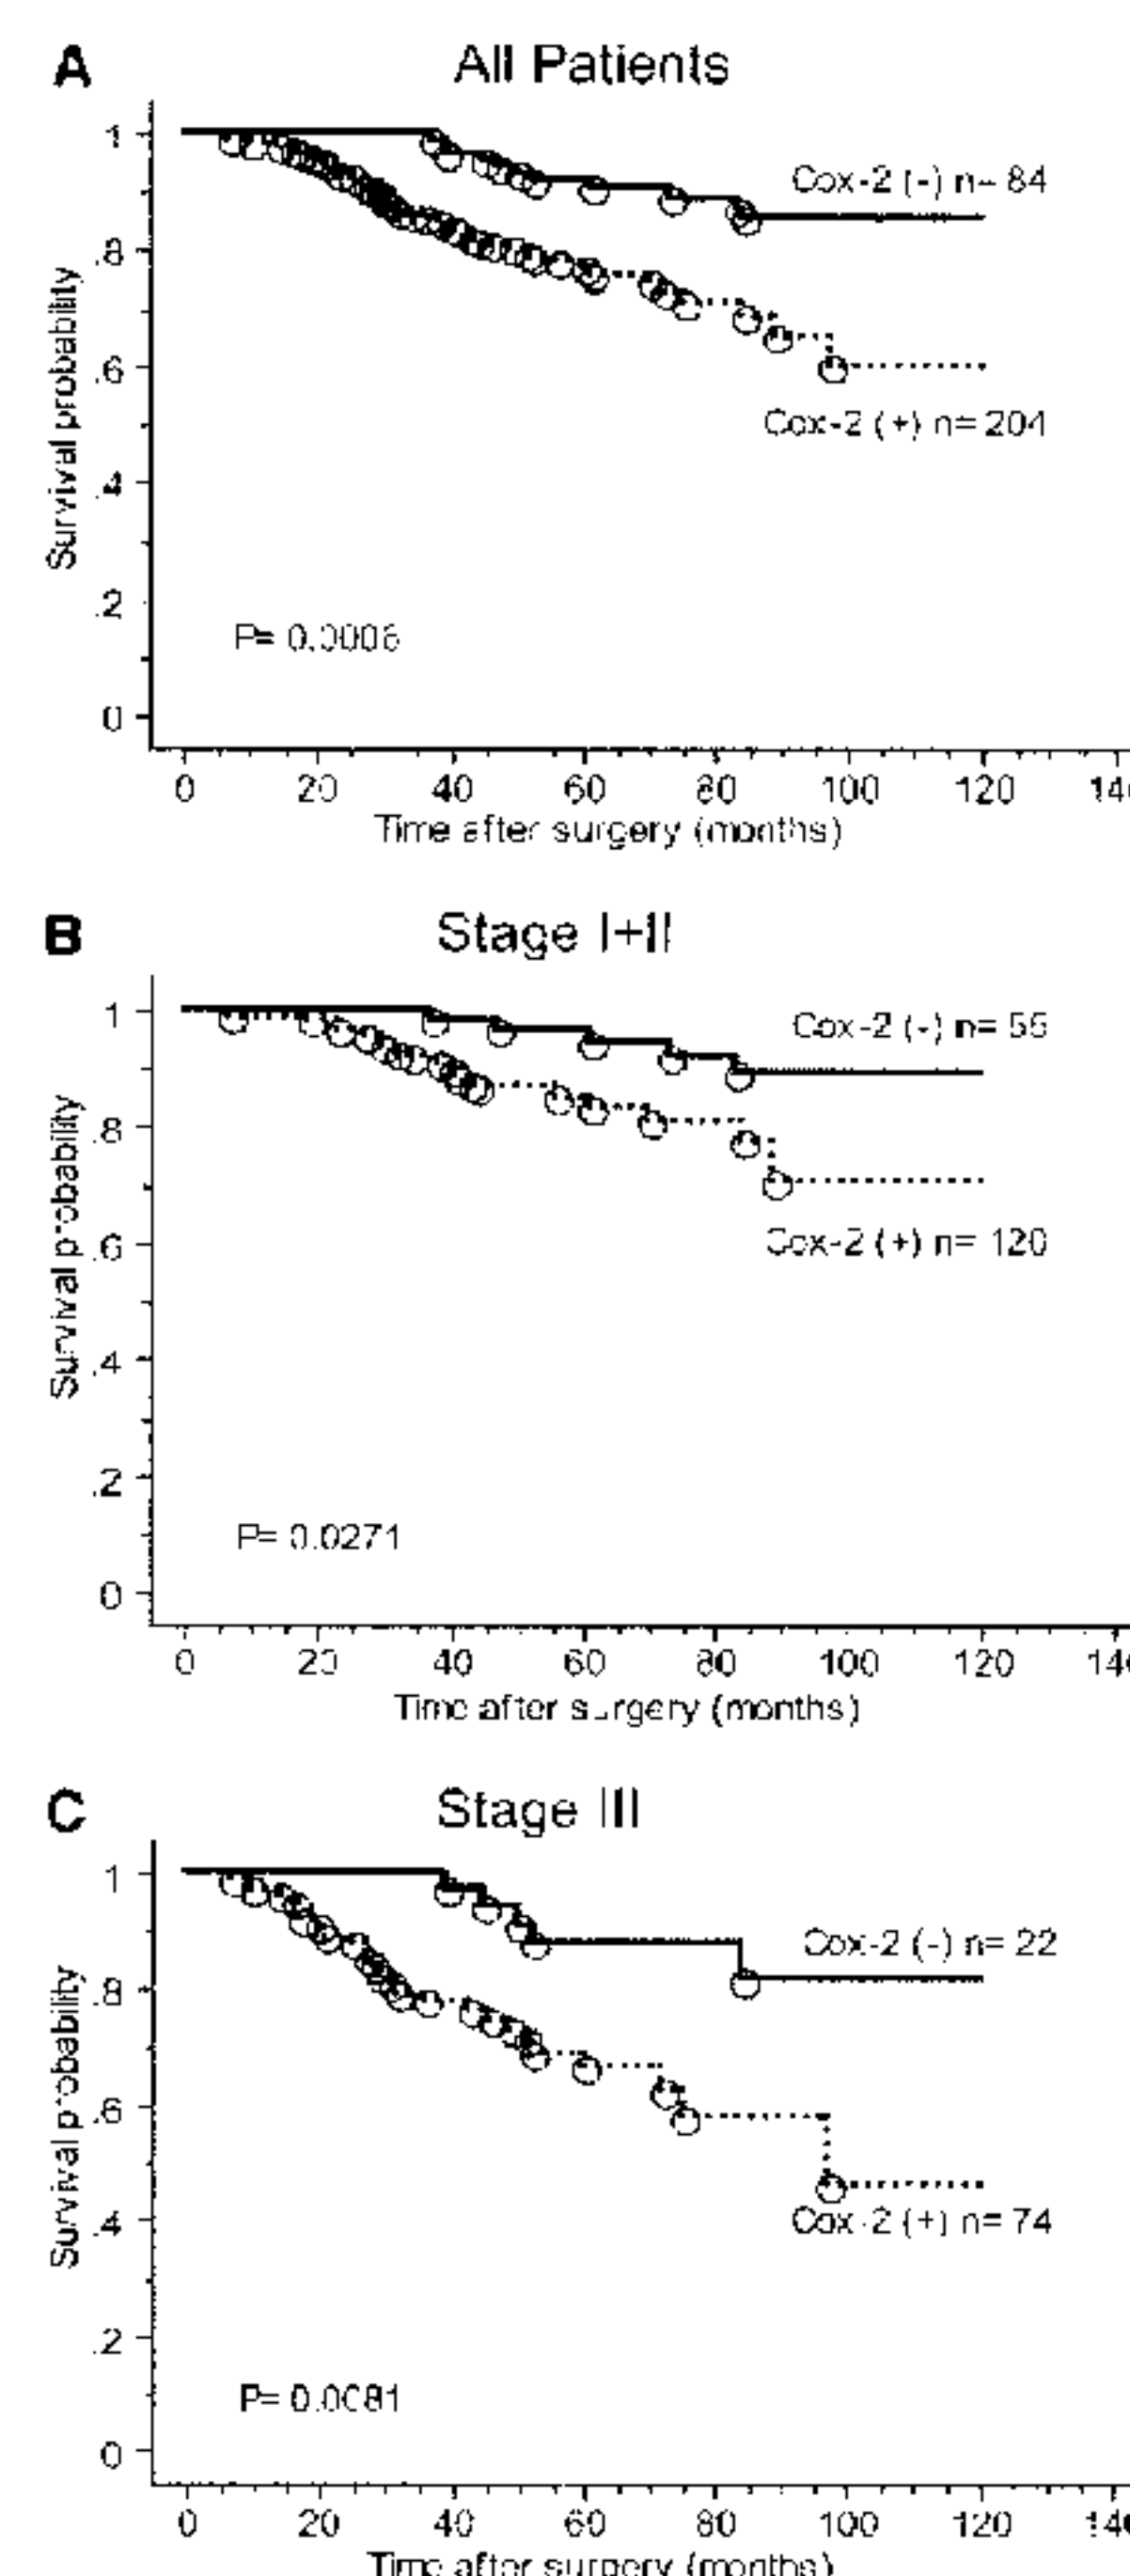 A All Patients
1
Cox-2 (-) n= 84
.8
.6
Cox-2 (+) n= 204
.4
.2
0
Survival probability
0 20 40 60 80 100 120
Time after surgery (months)
B Stage I+II
1
Cox-2 (-) n=
.8
.6
Cox-2 (+) n= 120
.4
.2
P= 0.0271
0
Survival probability
0 20 40 60 80 100 120
Time after surgery (months)
C Stage III
1
Cox-2 (-) n= 22
.8
.6
.4
Cox-2 (+) n= 74
.2
P= 0.0081
0
Survival probability
0 20 40 60 80 100 120
Time after surgery (months)